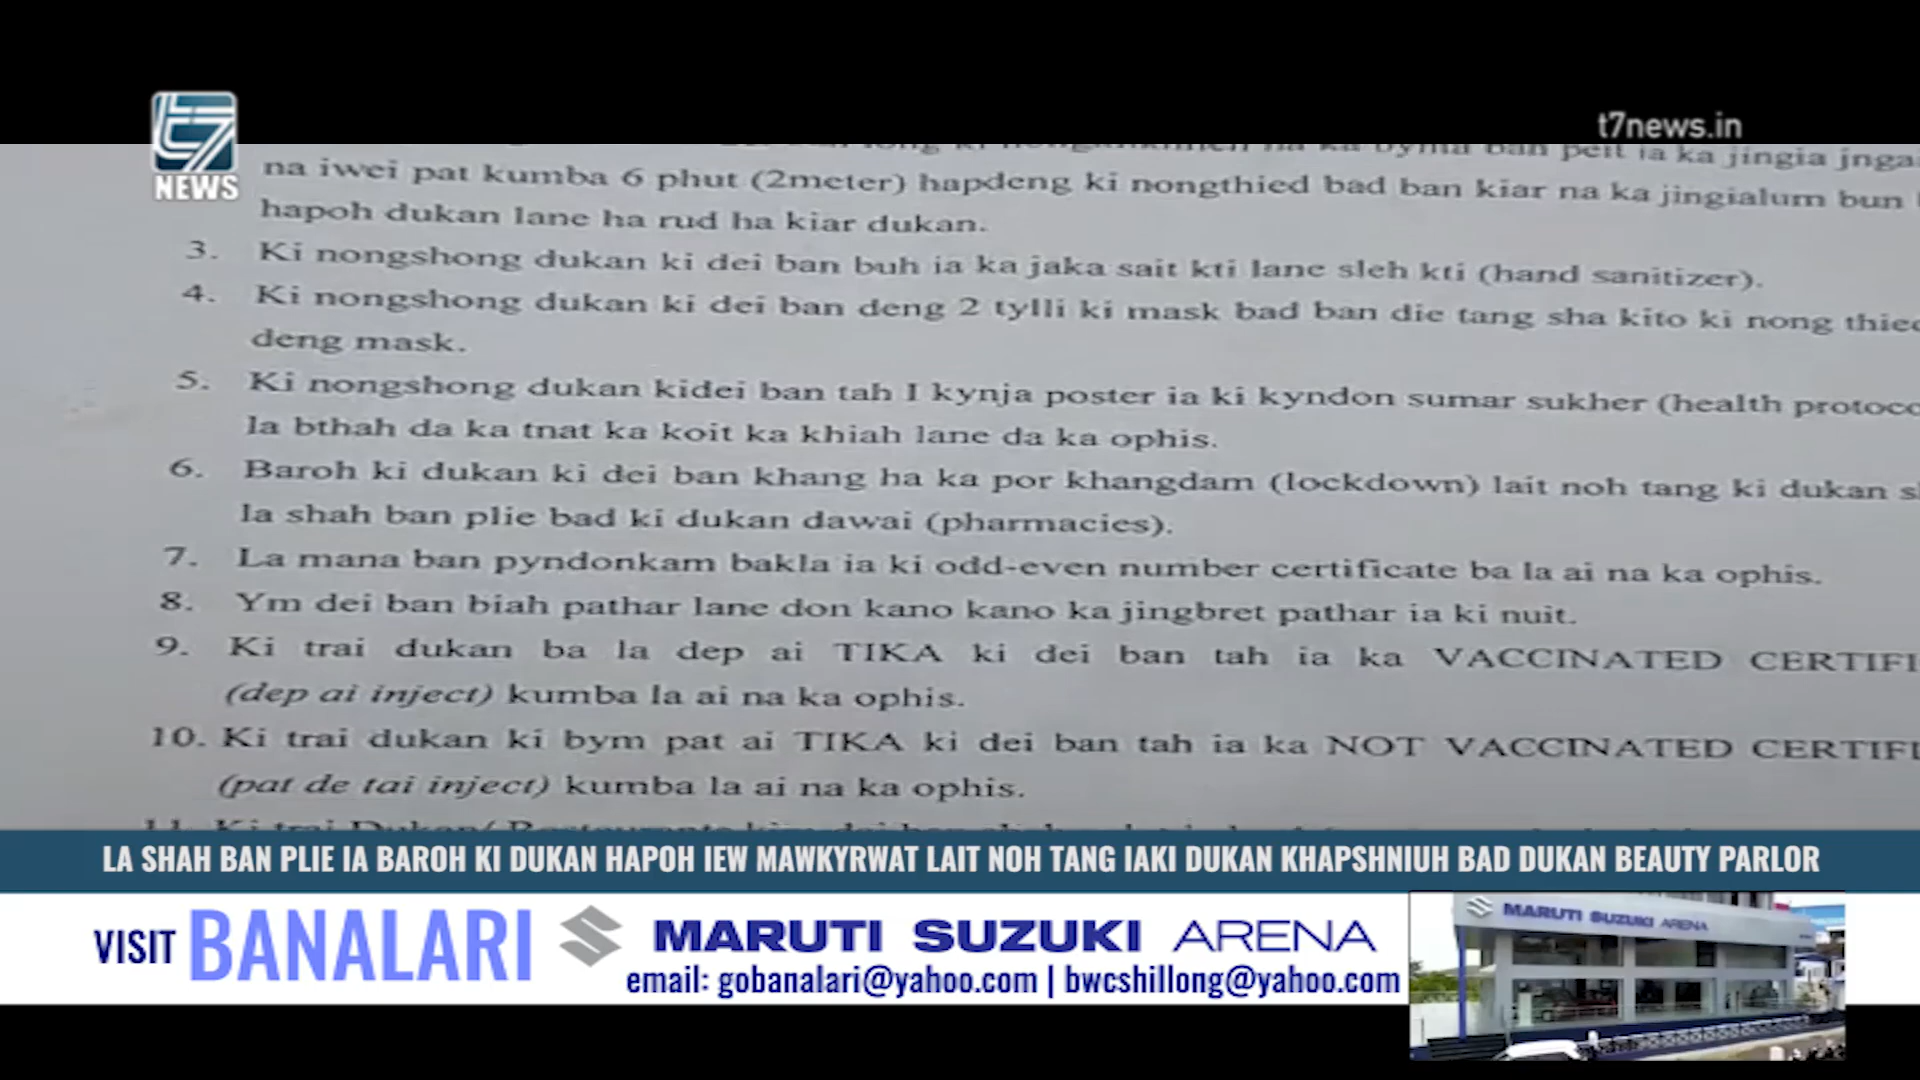 t7news.in
NEWS
na iwei pat kumba 6 phut (2meter) hapdeng ki nongthied bad ban kiar na ka jingialum bun
hapoh dukan lane ha rud ha kiar dukan.
3. Ki nongshong dukan ki dei ban buh ia ka jaka sait kti lane sleh kti (hand sanitizer).
4. Ki nongshong dukan ki dei ban deng 2 tylli ki mask bad ban die tang sha kito ki nong
deng mask.
5. Ki nongshong dukan kidei ban tah I kynja poster ia ki kyndon sumar sukher (health
la bthah da ka tnat ka koit ka khiah lane da ka ophis.
6. Baroh ki dukan ki dei ban khang ha ka por khangdam (lockdown) lait noh tang ki dukan
la shah ban plie bad ki dukan dawai (pharmacies).
7. La mana ban pyndonkam bakla ia ki odd-even number certificate ba la ai na ka ophis.
8. Ym dei ban biah pathar lane don kano kano ka jingbret pathar ia ki nuit.
9. Ki trai dukan ba la dep ai TIKA ki dei ban tah ia ka VACCINATED
(dep ai inject) kumba la ai na ka ophis.
10. Ki trai dukan ki bym pat ai TIKA ki dei ban tah ia ka NOT VACCINATED
(pat de tai inject) kumba la ai na ka ophis.
LA SHAH BAN PLIE IA BAROH KI DUKAN HAPOH IEW MAWKYRWAT LAIT NOH TANG IAKI DUKAN KHAPSHNIUH BAD DUKAN BEAUTY PARLOR
VISIT BANALARI MARUTI SUZUKI ARENA
email: gobanalari@yahoo.com | bwcshillong@yahoo.com
MARUTI SUZUKI ARENA